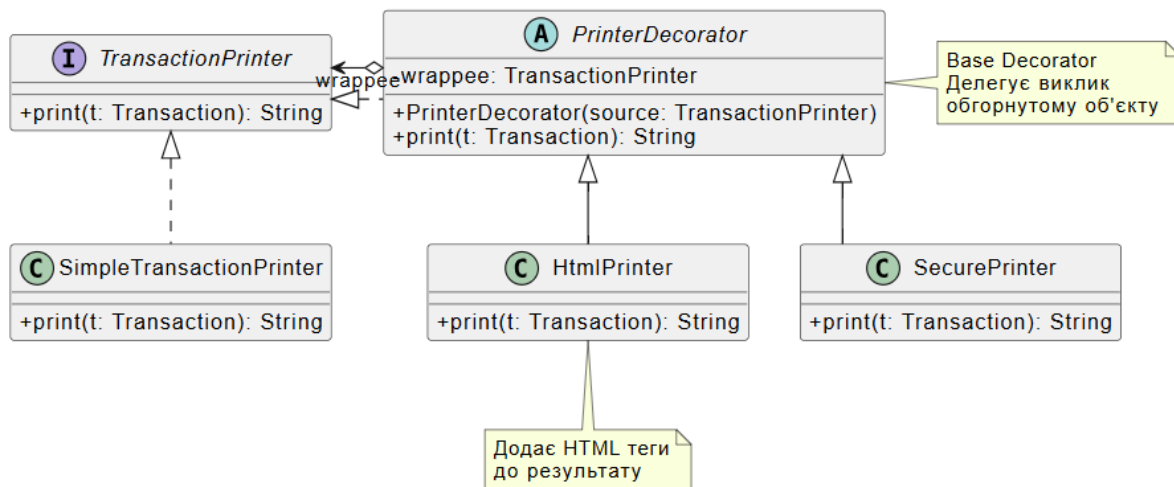 I TransactionPrinter
+print(t: Transaction): String
wrappee
A PrinterDecorator
-wrappee: TransactionPrinter
+PrinterDecorator(source: TransactionPrinter)
+print(t: Transaction): String
Base Decorator
Делегує виклик
обгорнутому об'єкту
C SimpleTransactionPrinter
+print(t: Transaction): String
C HtmlPrinter
+print(t: Transaction): String
C SecurePrinter
+print(t: Transaction): String
Додає HTML теги
до результату